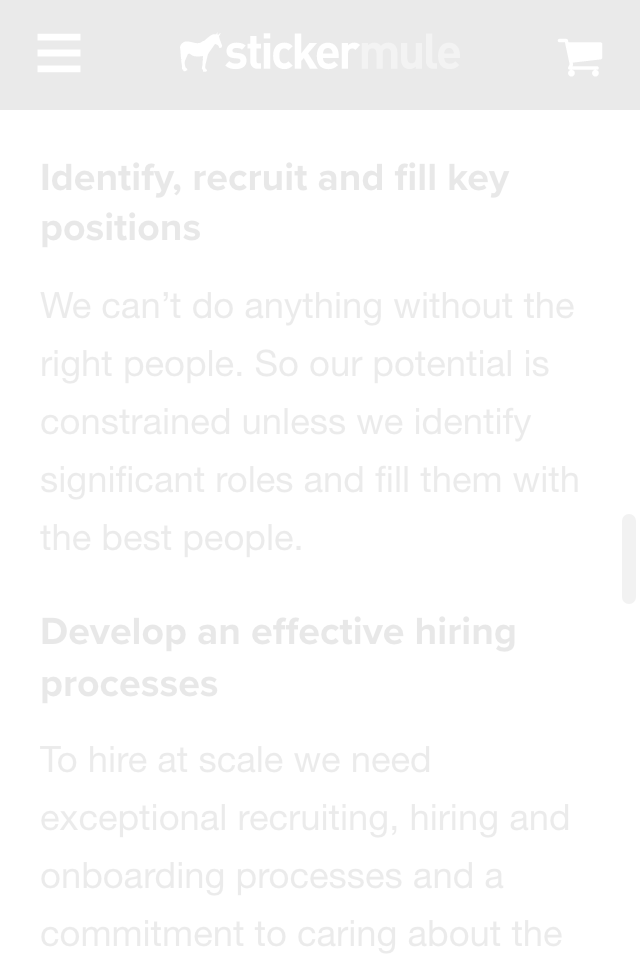 stickermule
Identify, recruit and fill key
positions
We can’t do anything without the
right people. So our potential is
constrained unless we identify
significant roles and fill them with
the best people.
Develop an effective hiring
processes
To hire at scale we need
exceptional recruiting, hiring and
onboarding processes and a
commitment to caring about the